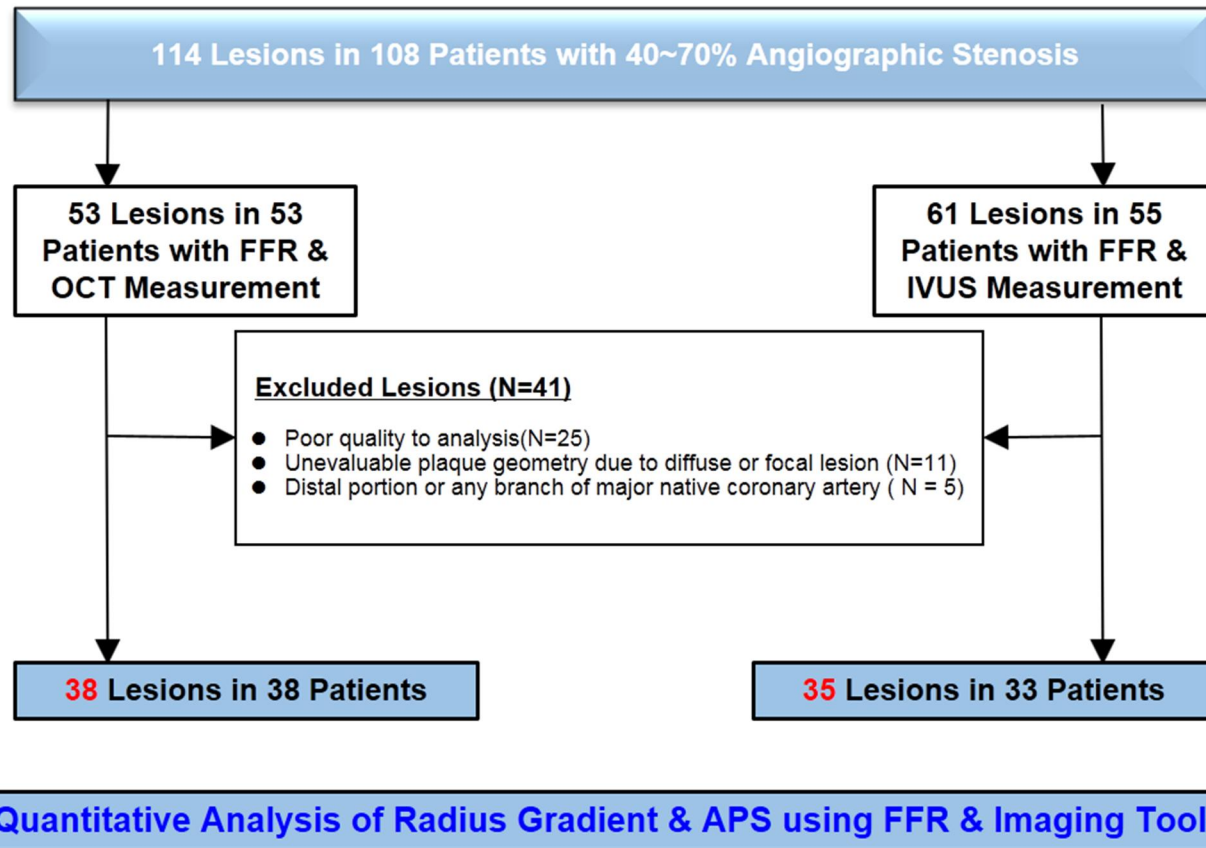 114 Lesions in 108 Patients with 40~70% Angiographic Stenosis
53 Lesions in 53
Patients with FFR &
OCT Measurement
61 Lesions in 55
Patients with FFR &
IVUS Measurement
Excluded Lesions (N=41)
● Poor quality to analysis(N=25)
● Unevaluable plaque geometry due to diffuse or focal lesion (N=11)
● Distal portion or any branch of major native coronary artery ( N = 5)
38 Lesions in 38 Patients
35 Lesions in 33 Patients
Quantitative Analysis of Radius Gradient & APS using FFR & Imaging Tool